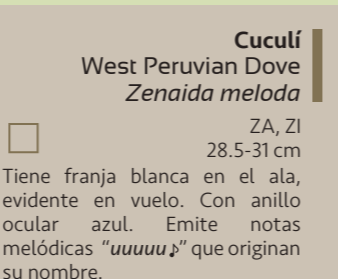 Cuculí
West Peruvian Dove
Zenaida meloda
ZA, ZI
28.5-31 cm
Tiene franja blanca en el ala,
evidente en vuelo. Con anillo
ocular azul. Emite notas
melódicas “uuuuu♪” que originan
su nombre.